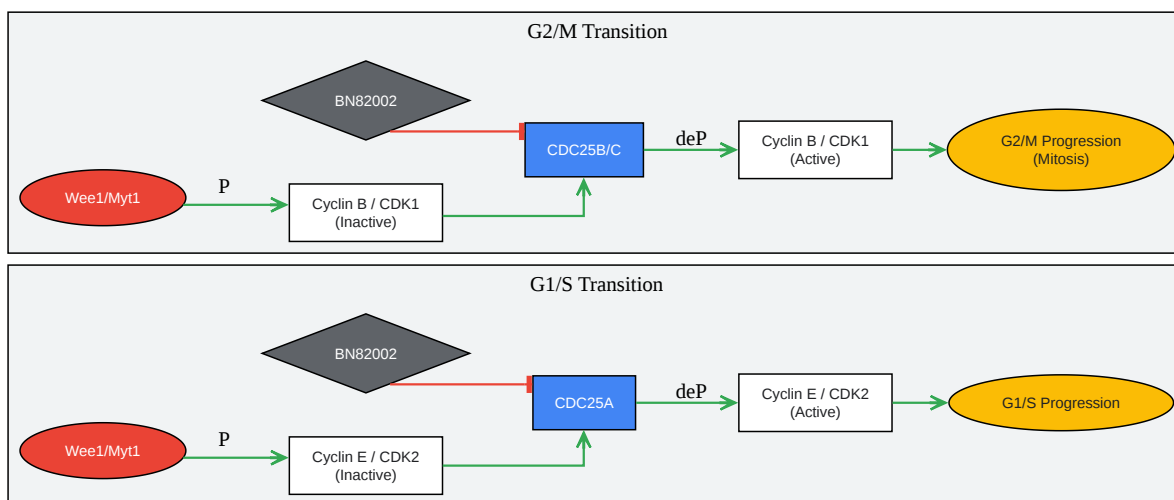 G2/M Transition
BN82002
CDC25B/C
deP
Cyclin B / CDK1
(Active)
G2/M Progression
(Mitosis)
Wee1/Myt1
P
Cyclin B / CDK1
(Inactive)
G1/S Transition
BN82002
CDC25A
deP
Cyclin E / CDK2
(Active)
G1/S Progression
Wee1/Myt1
P
Cyclin E / CDK2
(Inactive)